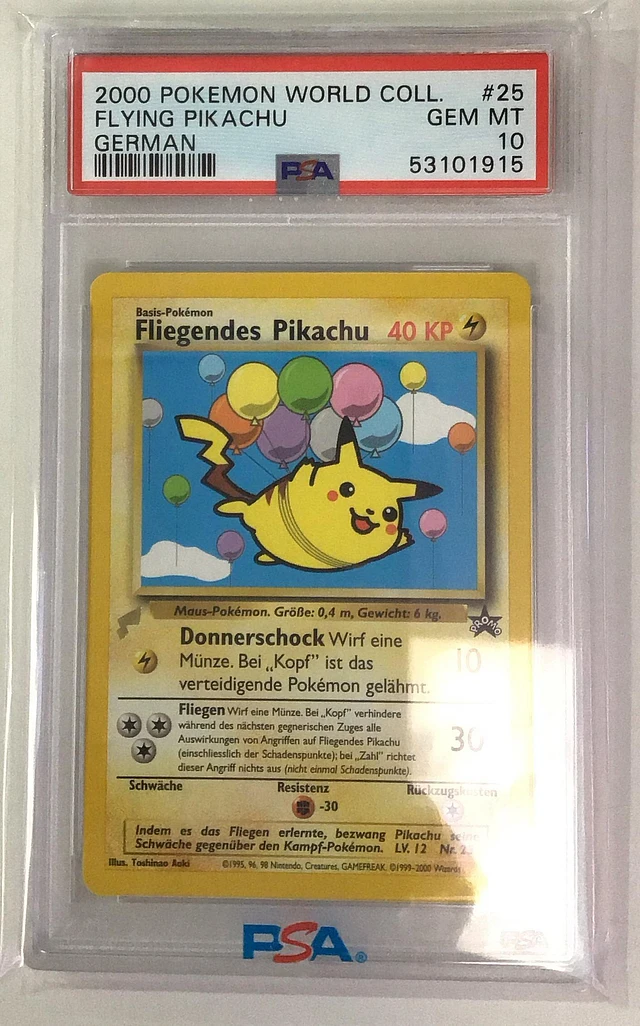 2000 POKEMON WORLD COLL. #25
FLYING PIKACHU GEM MT
GERMAN 10
53101915
PSA
Basis-Pokémon
Fliegendes Pikachu 40 KP
Maus-Pokémon. Größe: 0,4 m, Gewicht: 6 kg.
PROMO
Donnerschock Wirf eine
Münze. Bei „Kopf” ist das 10
verteidigende Pokémon gelähmt.
Fliegen Wirf eine Münze. Bei „Kopf” verhindere
während des nächsten gegnerischen Zuges alle
Auswirkungen von Angriffen auf Fliegendes Pikachu 30
(einschliesslich der Schadenspunkte); bei „Zahl” richtet
dieser Angriff nichts aus (nicht einmal Schadenspunkte).
Schwäche Resistenz Rückzugskosten
-30
Indem es das Fliegen erlernte, bezwang Pikachu seine
Schwäche gegenüber den Kampf-Pokémon. LV. 12 Nr.
Illus. Toshinao Aoki ©1995, 96, 98 Nintendo, Creatures, GAMEFREAK. ©1999-2000 Wizards
PSA®